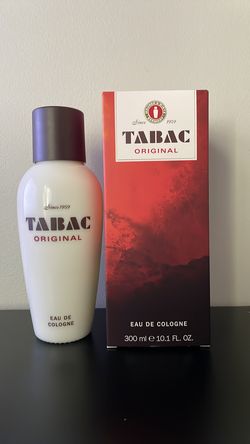 Since 1959
TABAC
ORIGINAL
EAU DE
COLOGNE
Since 1959
TABAC
ORIGINAL
EAU DE COLOGNE
300 ml ℮ 10.1 FL. OZ.